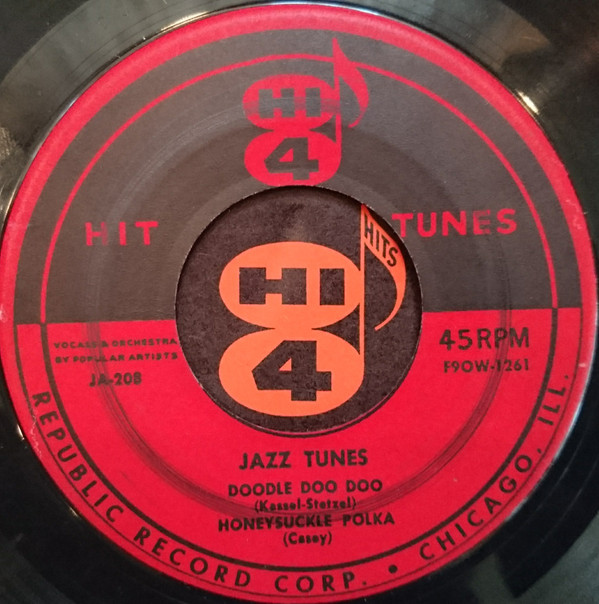 HI
4
HIT TUNES
HITS
HI
4
VOCALS & ORCHESTRA
BY POPULAR ARTISTS
JA-20B
45 RPM
F9OW-1261
JAZZ TUNES
DOODLE DOO DOO
(Kassel-Stetzel)
HONEYSUCKLE POLKA
(Casey)
REPUBLIC RECORD CORP. • CHICAGO, ILL.